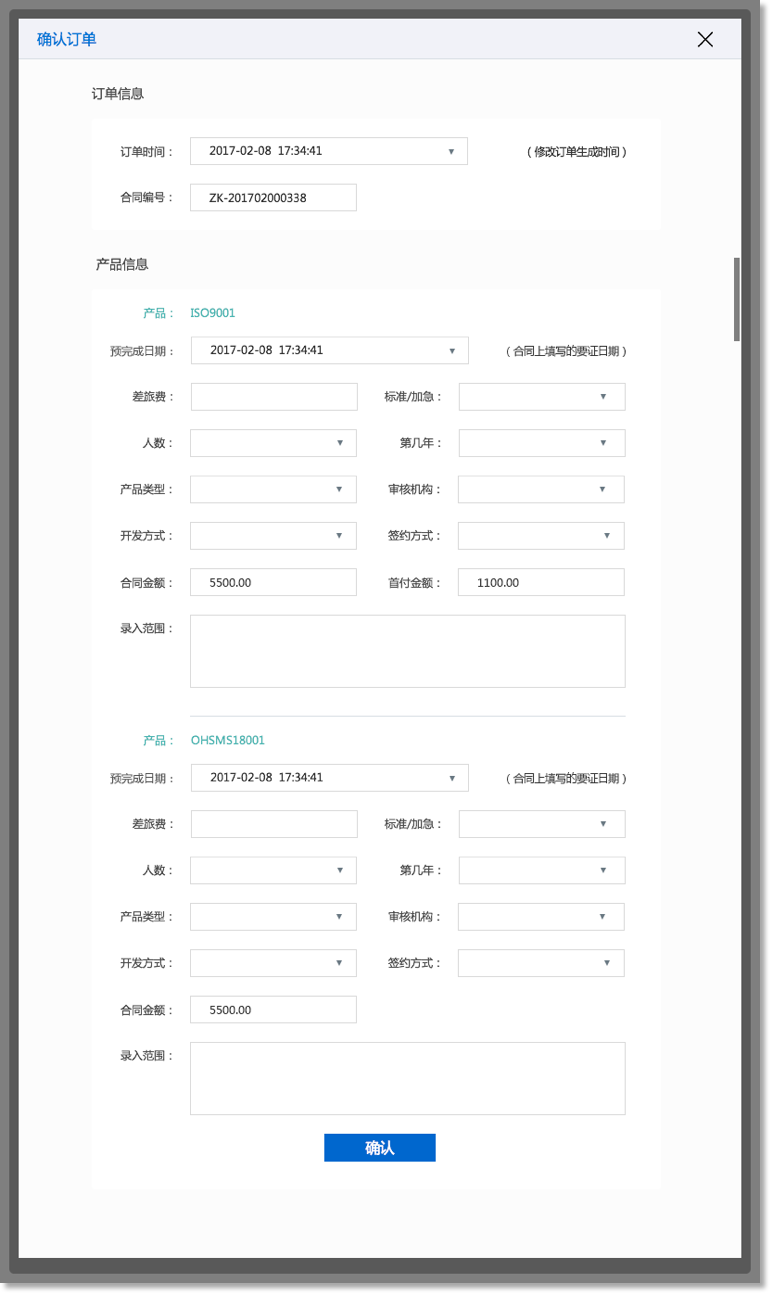 确认订单
订单信息
订单时间： 2017-02-08 17:34:41 （修改订单生成时间）
合同编号： ZK-201702000338
产品信息
产品： ISO9001
预完成日期： 2017-02-08 17:34:41 （合同上填写的要证日期）
差旅费： 标准/加急：
人数： 第几年：
产品类型： 审核机构：
开发方式： 签约方式：
合同金额： 5500.00 首付金额： 1100.00
录入范围：
产品： OHSMS18001
预完成日期： 2017-02-08 17:34:41 （合同上填写的要证日期）
差旅费： 标准/加急：
人数： 第几年：
产品类型： 审核机构：
开发方式： 签约方式：
合同金额： 5500.00
录入范围：
确认